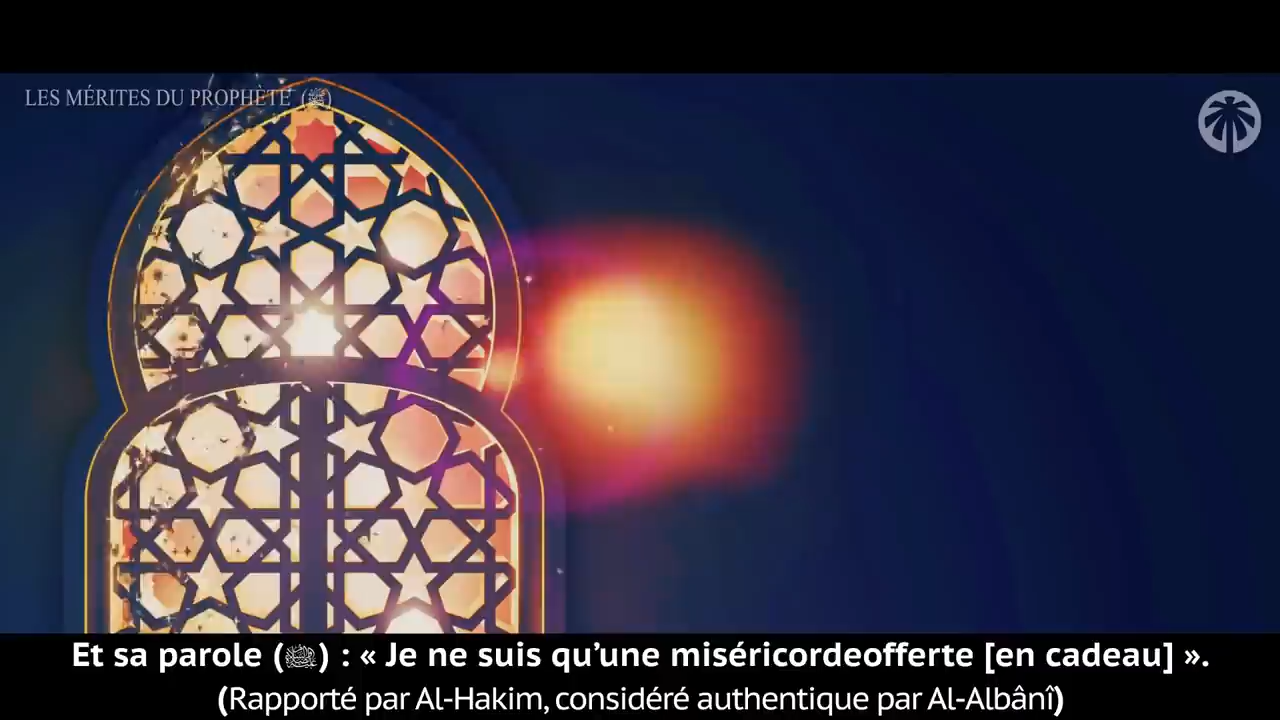 LES MÉRITES DU PROPHÈTE (ﷺ)
Et sa parole (ﷺ) : « Je ne suis qu’une miséricordeofferte [en cadeau] ».
(Rapporté par Al-Hakim, considéré authentique par Al-Albânî)